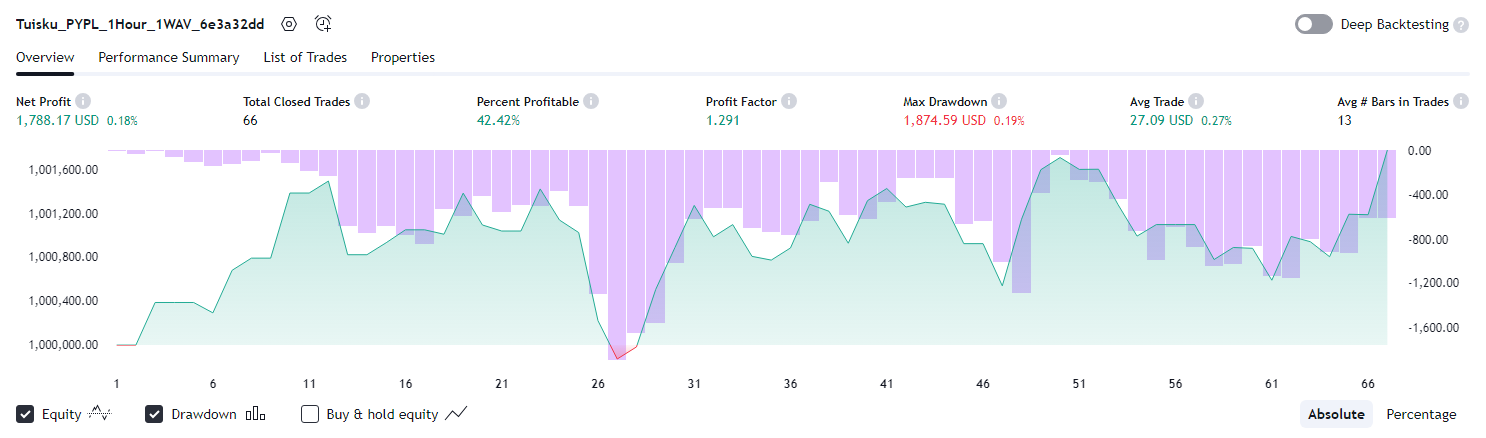 Tuisku_PYPL_1Hour_1WAV_6e3a32dd Deep Backtesting ?
Overview Performance Summary List of Trades Properties
Net Profit Total Closed Trades Percent Profitable Profit Factor Max Drawdown Avg Trade Avg # Bars in Trades
1,788.17 USD 0.18% 66 42.42% 1.291 1,874.59 USD 0.19% 27.09 USD 0.27% 13
0.00
1,001,600.00
-400.00
1,001,200.00
-800.00
1,000,800.00
-1,200.00
1,000,400.00
-1,600.00
1,000,000.00
1 6 11 16 21 26 31 36 41 46 51 56 61 66
Equity Drawdown Buy & hold equity Absolute Percentage